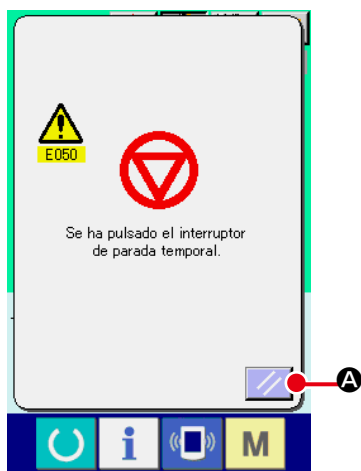 E050
Se ha pulsado el interruptor
de parada temporal.
A
i
M